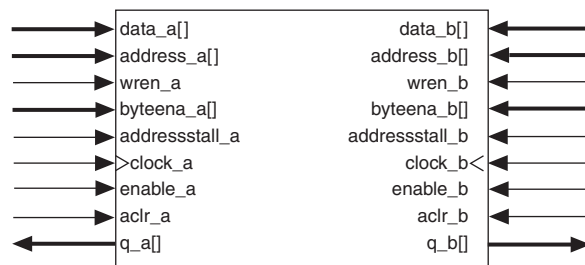 data_a[] data_b[]
address_a[] address_b[]
wren_a wren_b
byteena_a[] byteena_b[]
addressstall_a addressstall_b
clock_a clock_b
enable_a enable_b
aclr_a aclr_b
q_a[] q_b[]